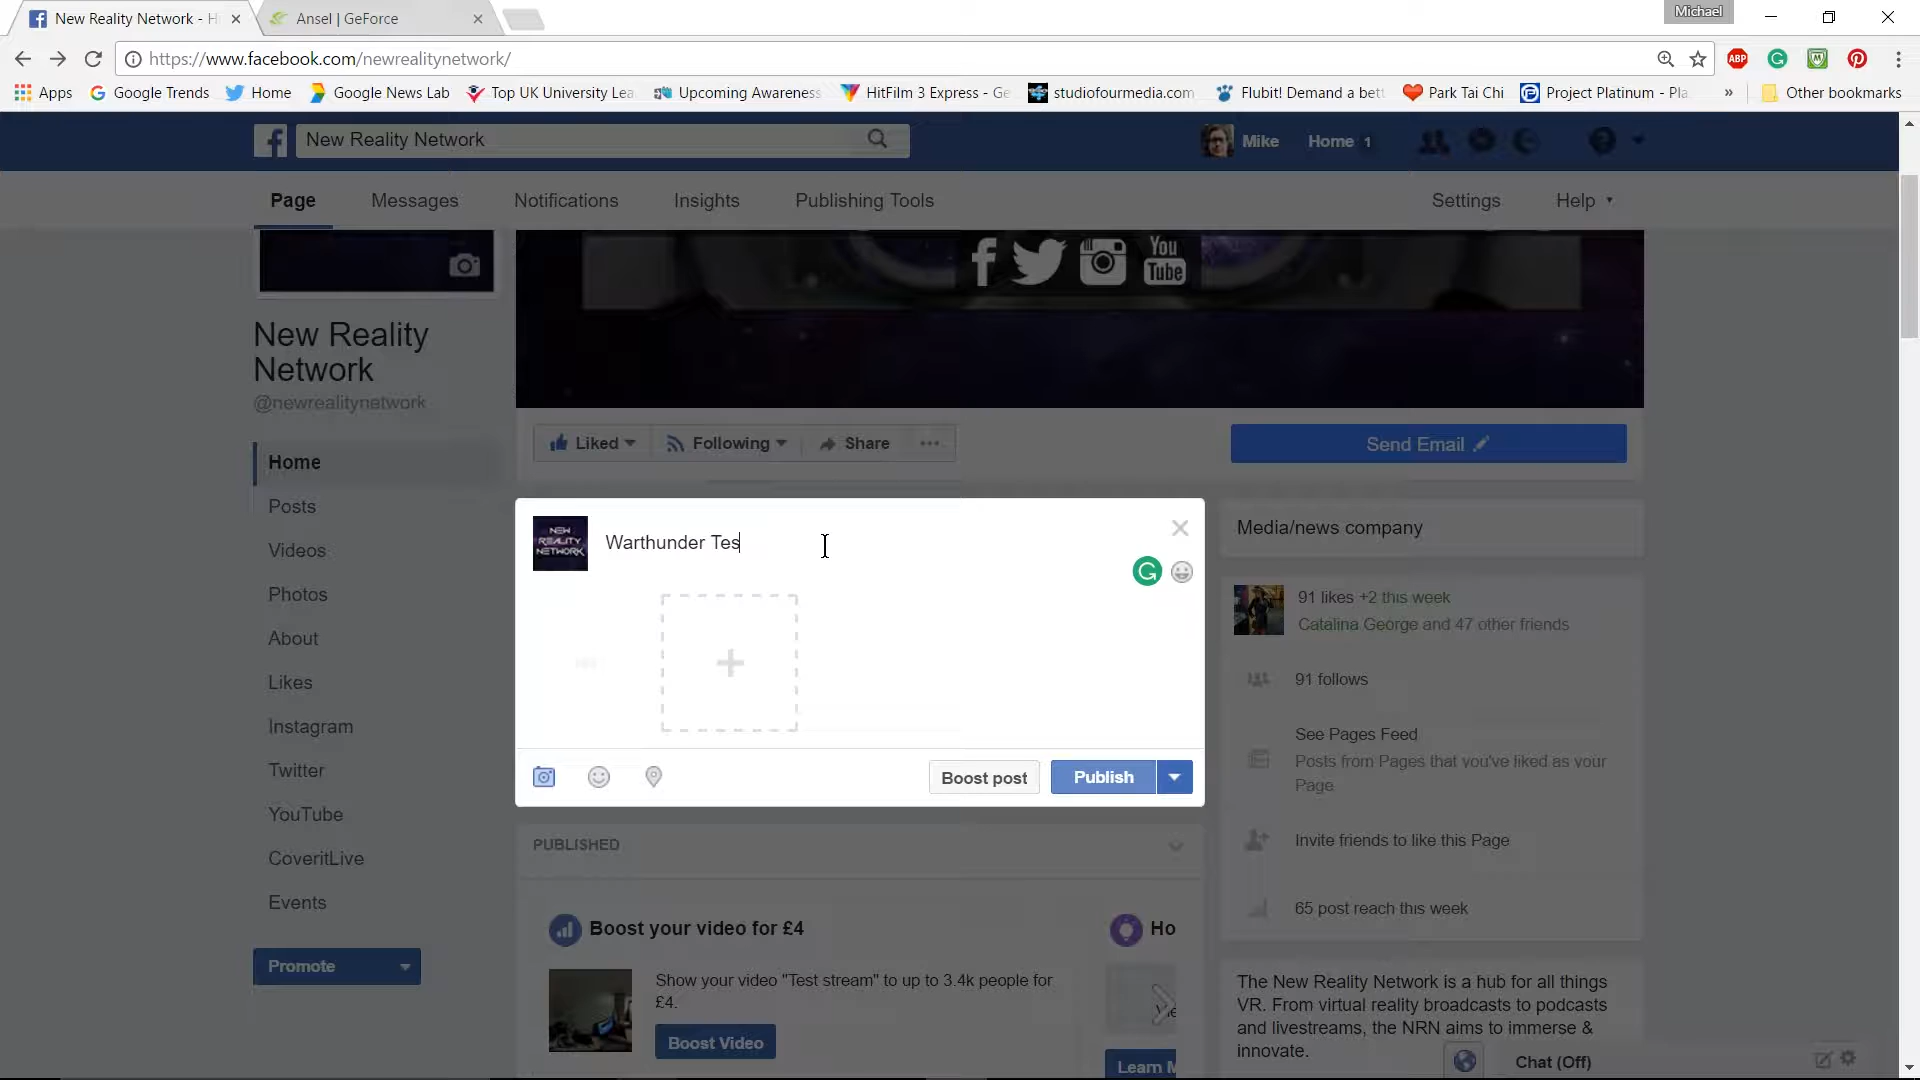 New Reality Network - H
Ansel | GeForce
Michael
https://www.facebook.com/newrealitynetwork/
ABP
Apps
Google Trends
Home
Google News Lab
Top UK University Lea
Upcoming Awareness
HitFilm 3 Express - Ge
studiofourmedia.com
Flubit! Demand a bett
Park Tai Chi
Project Platinum - Pla
»
Other bookmarks
New Reality Network
Mike
Home 1
Page
Messages
Notifications
Insights
Publishing Tools
Settings
Help
You
Tube
New Reality
Network
@newrealitynetwork
Liked
Following
Share
Send Email
Home
Posts
Videos
Photos
About
Likes
Instagram
Twitter
YouTube
CoveritLive
Events
Promote
NEW
REALITY
NETWORK
Warthunder Tes
Boost post
Publish
PUBLISHED
Boost your video for £4
Show your video "Test stream" to up to 3.4k people for
£4.
Boost Video
Ho
Learn M
Media/news company
91 likes +2 this week
Catalina George and 47 other friends
91 follows
See Pages Feed
Posts from Pages that you've liked as your
Page
Invite friends to like this Page
65 post reach this week
The New Reality Network is a hub for all things
VR. From virtual reality broadcasts to podcasts
and livestreams, the NRN aims to immerse &
innovate.
Chat (Off)